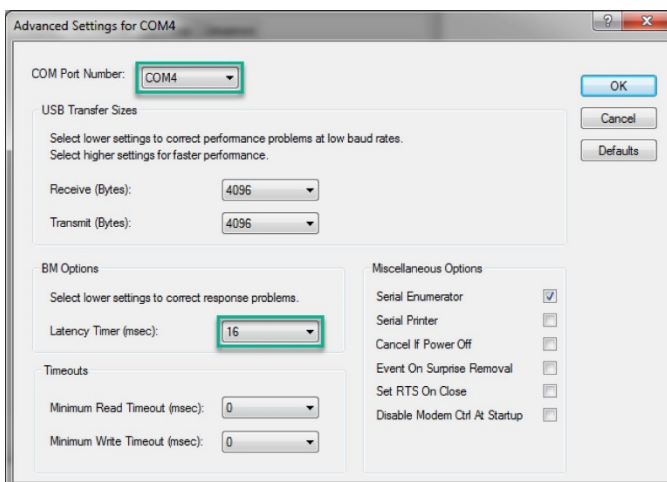 Advanced Settings for COM4
COM Port Number: COM4
OK
USB Transfer Sizes
Cancel
Select lower settings to correct performance problems at low baud rates.
Select higher settings for faster performance.
Defaults
Receive (Bytes): 4096
Transmit (Bytes): 4096
BM Options
Select lower settings to correct response problems.
Latency Timer (msec): 16
Timeouts
Minimum Read Timeout (msec): 0
Minimum Write Timeout (msec): 0
Miscellaneous Options
Serial Enumerator
Serial Printer
Cancel If Power Off
Event On Surprise Removal
Set RTS On Close
Disable Modem Ctrl At Startup